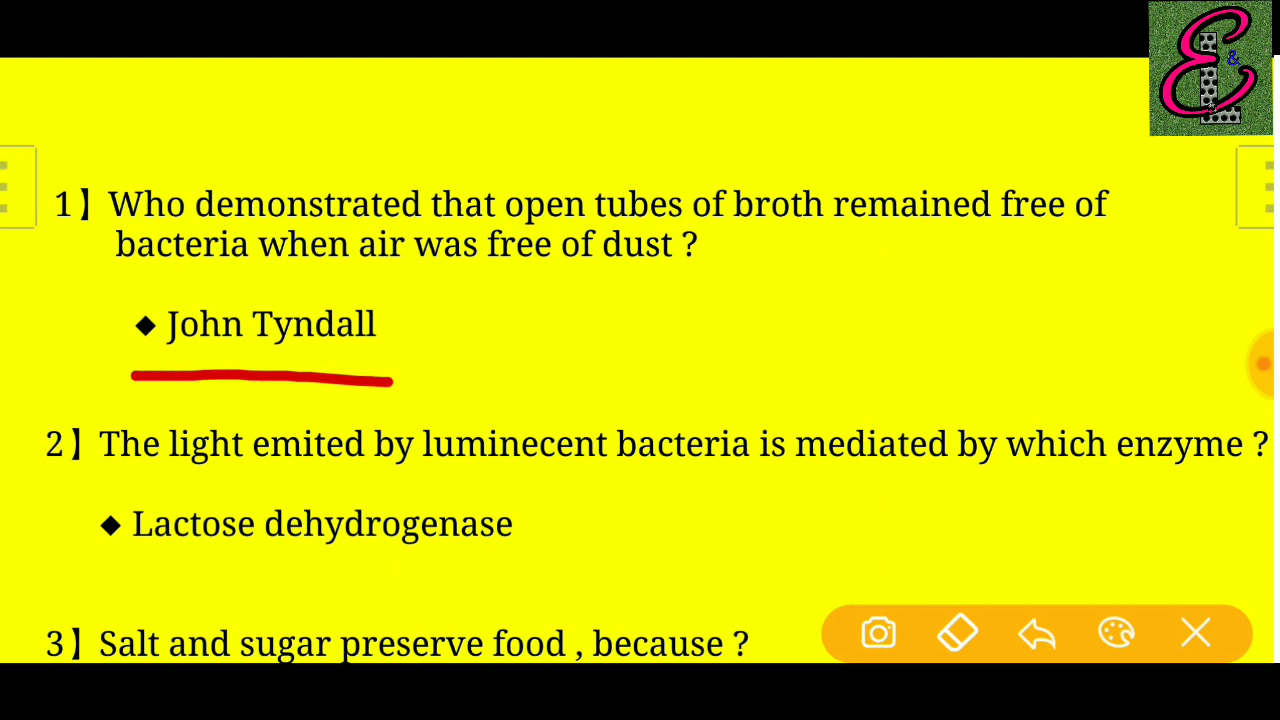 E & L
1】Who demonstrated that open tubes of broth remained free of
bacteria when air was free of dust ?
◆ John Tyndall
2】The light emited by luminecent bacteria is mediated by which enzyme ?
◆ Lactose dehydrogenase
3】Salt and sugar preserve food , because ?